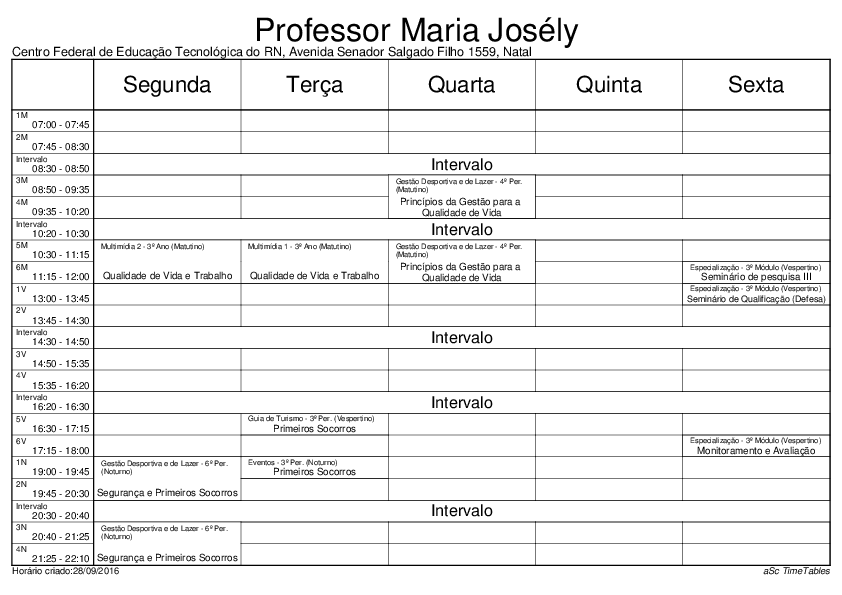 Professor Maria Josély
Centro Federal de Educação Tecnológica do RN, Avenida Senador Salgado Filho 1559, Natal
Segunda Terça Quarta Quinta Sexta
1M
07:00 - 07:45
2M
07:45 - 08:30
Intervalo
08:30 - 08:50
Intervalo
3M
08:50 - 09:35
Gestão Desportiva e de Lazer - 4º Per.
(Matutino)
4M
09:35 - 10:20
Princípios da Gestão para a
Qualidade de Vida
Intervalo
10:20 - 10:30
Intervalo
5M
10:30 - 11:15
Multimídia 2 - 3º Ano (Matutino)
Multimídia 1 - 3º Ano (Matutino)
Gestão Desportiva e de Lazer - 4º Per.
(Matutino)
6M
11:15 - 12:00
Qualidade de Vida e Trabalho
Qualidade de Vida e Trabalho
Princípios da Gestão para a
Qualidade de Vida
Especialização - 3º Módulo (Vespertino)
Seminário de pesquisa III
1V
13:00 - 13:45
Especialização - 3º Módulo (Vespertino)
Seminário de Qualificação (Defesa)
2V
13:45 - 14:30
Intervalo
14:30 - 14:50
Intervalo
3V
14:50 - 15:35
4V
15:35 - 16:20
Intervalo
16:20 - 16:30
Intervalo
5V
16:30 - 17:15
Guia de Turismo - 3º Per. (Vespertino)
Primeiros Socorros
6V
17:15 - 18:00
Especialização - 3º Módulo (Vespertino)
Monitoramento e Avaliação
1N
19:00 - 19:45
Gestão Desportiva e de Lazer - 6º Per.
(Noturno)
Eventos - 3º Per. (Noturno)
Primeiros Socorros
2N
19:45 - 20:30
Segurança e Primeiros Socorros
Intervalo
20:30 - 20:40
Intervalo
3N
20:40 - 21:25
Gestão Desportiva e de Lazer - 6º Per.
(Noturno)
4N
21:25 - 22:10
Segurança e Primeiros Socorros
Horário criado:28/09/2016
aSc TimeTables